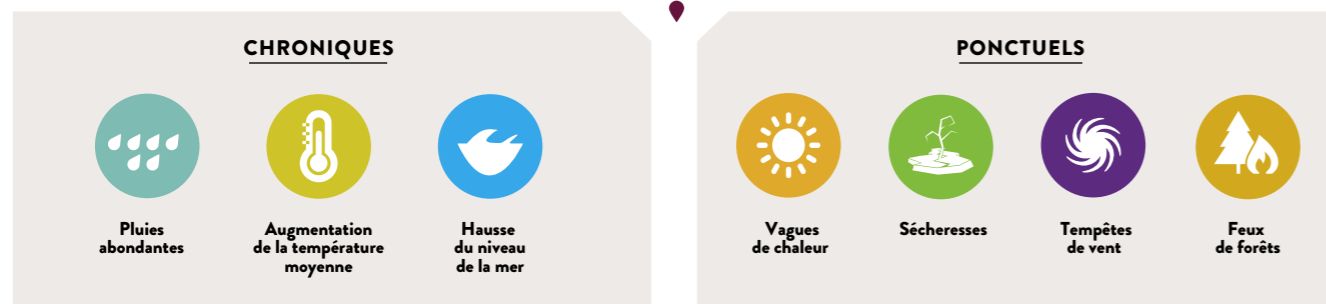 CHRONIQUES
Pluies
abondantes
Augmentation
de la température
moyenne
Hausse
du niveau
de la mer
PONCTUELS
Vagues
de chaleur
Sécheresses
Tempêtes
de vent
Feux
de forêts